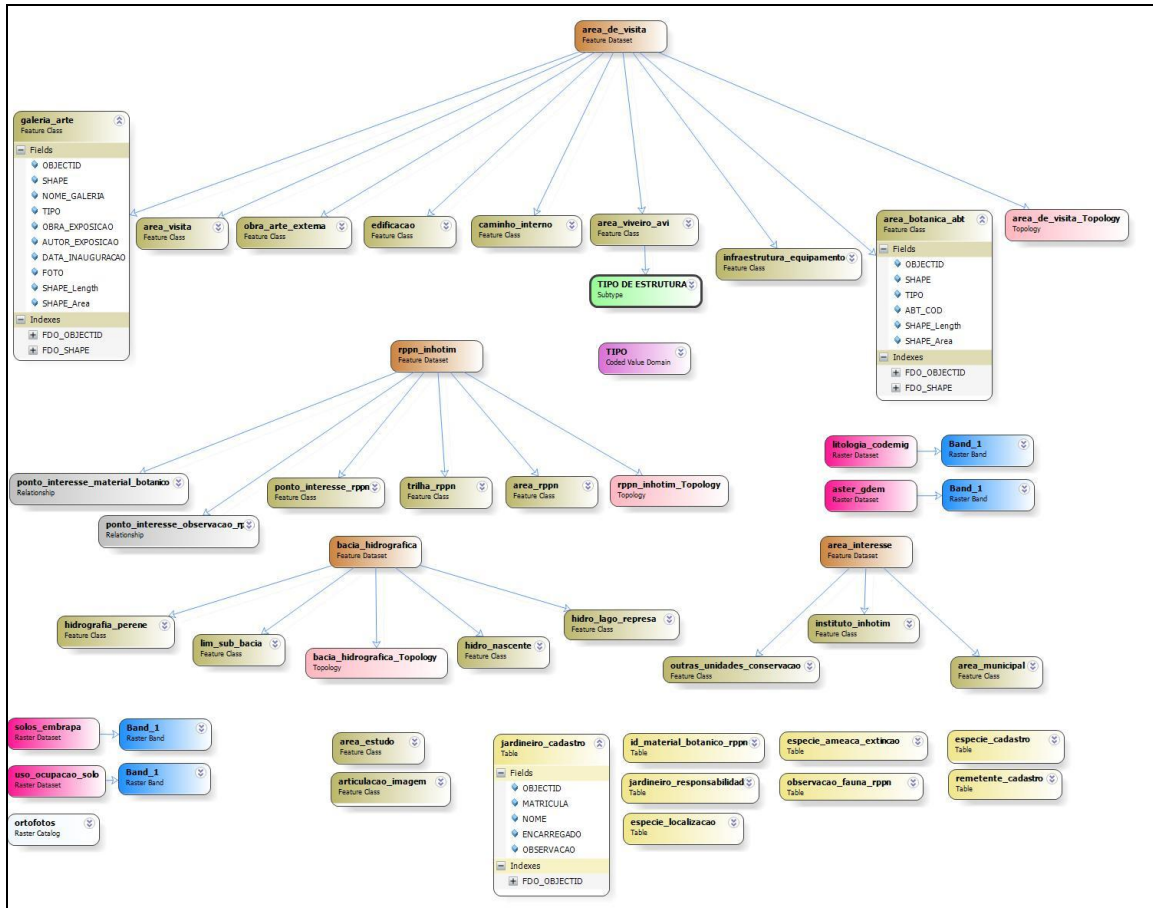 area_de_visita
Feature Dataset
galeria_arte
Feature Class
Fields
OBJECTID
SHAPE
NOME_GALERIA
TIPO
OBRA_EXPOSICAO
AUTOR_EXPOSICAO
DATA_INAUGURACAO
FOTO
SHAPE_Length
SHAPE_Area
Indexes
FDO_OBJECTID
FDO_SHAPE
area_visita
Feature Class
obra_arte_externa
Feature Class
edificacao
Feature Class
caminho_interno
Feature Class
area_viveiro_avi
Feature Class
TIPO DE ESTRUTURA
Subtype
infraestrutura_equipamento
Feature Class
area_botanica_abt
Feature Class
Fields
OBJECTID
SHAPE
TIPO
ABT_COD
SHAPE_Length
SHAPE_Area
Indexes
FDO_OBJECTID
FDO_SHAPE
area_de_visita_Topology
Topology
rppn_inhotim
Feature Dataset
TIPO
Coded Value Domain
ponto_interesse_material_botanico
Relationship
ponto_interesse_observacao_rp
Relationship
ponto_interesse_rppn
Feature Class
trilha_rppn
Feature Class
area_rppn
Feature Class
rppn_inhotim_Topology
Topology
litologia_codemig
Raster Dataset
Band_1
Raster Band
aster_gdem
Raster Dataset
Band_1
Raster Band
bacia_hidrografica
Feature Dataset
area_interesse
Feature Dataset
hidrografia_perene
Feature Class
lim_sub_bacia
Feature Class
bacia_hidrografica_Topology
Topology
hidro_nascente
Feature Class
hidro_lago_represa
Feature Class
instituto_inhotim
Feature Class
outras_unidades_conservacao
Feature Class
area_municipal
Feature Class
solos_embrapa
Raster Dataset
Band_1
Raster Band
uso_ocupacao_solo
Raster Dataset
Band_1
Raster Band
ortofotos
Raster Catalog
area_estudo
Feature Class
articulacao_imagem
Feature Class
jardineiro_cadastro
Table
Fields
OBJECTID
MATRICULA
NOME
ENCARREGADO
OBSERVACAO
Indexes
FDO_OBJECTID
id_material_botanico_rppn
Table
especie_ameaca_extincao
Table
especie_cadastro
Table
jardineiro_responsabilidad
Table
observacao_fauna_rppn
Table
remetente_cadastro
Table
especie_localizacao
Table